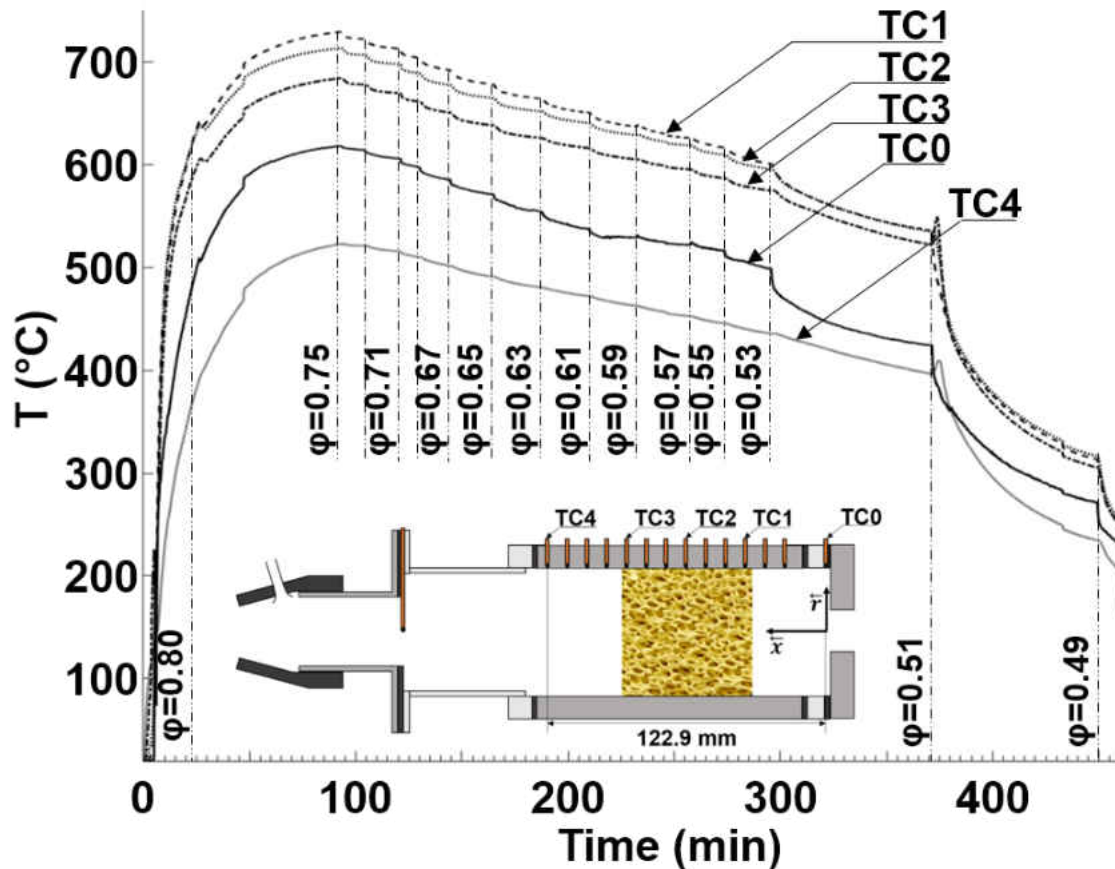 TC1
TC2
TC3
TC0
TC4
T (°C)
700
600
500
400
300
200
100
φ=0.80
φ=0.75
φ=0.71
φ=0.67
φ=0.65
φ=0.63
φ=0.61
φ=0.59
φ=0.57
φ=0.55
φ=0.53
φ=0.51
φ=0.49
TC4 TC3 TC2 TC1 TC0
r
x
122.9 mm
0 100 200 300 400
Time (min)